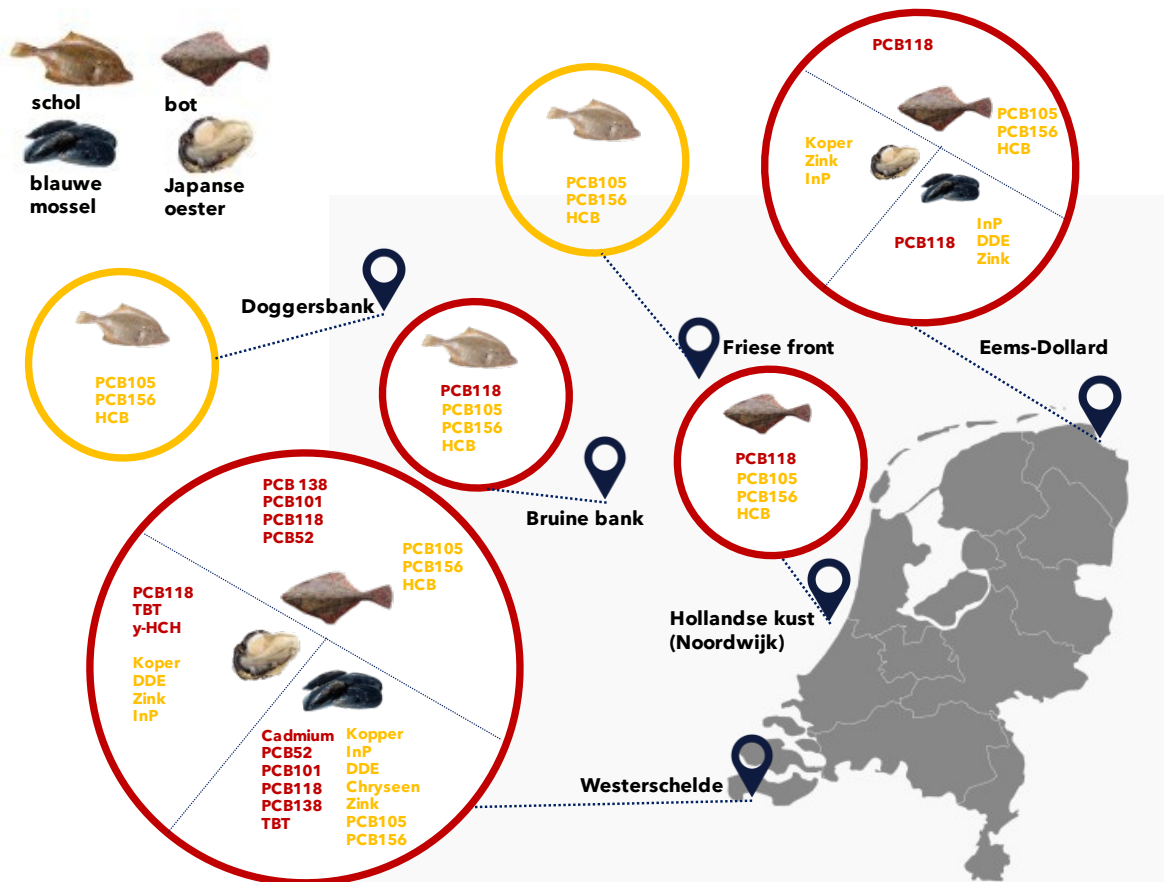 schol
bot
blauwe
mossel
Japanse
oester
PCB118
PCB105
PCB156
HCB
Koper
Zink
InP
PCB118
InP
DDE
Zink
PCB105
PCB156
HCB
Doggersbank
PCB105
PCB156
HCB
PCB118
PCB105
PCB156
HCB
Friese front
Eems-Dollard
PCB118
PCB105
PCB156
HCB
Bruine bank
PCB 138
PCB101
PCB118
PCB52
PCB105
PCB156
HCB
PCB118
TBT
y-HCH
Koper
DDE
Zink
InP
Cadmium
PCB52
PCB101
PCB118
PCB138
TBT
Kopper
InP
DDE
Chryseen
Zink
PCB105
PCB156
Hollandse kust
(Noordwijk)
Westerschelde